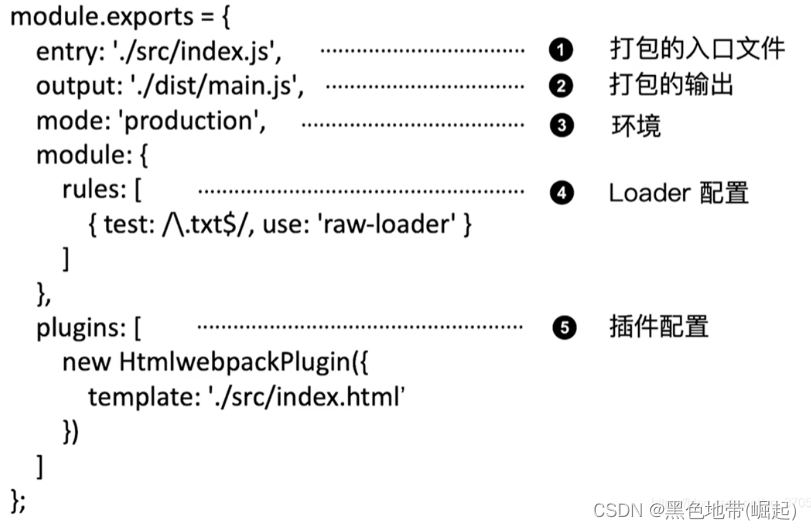 module.exports = {
entry: './src/index.js', ❶ 打包的入口文件
output: './dist/main.js', ❷ 打包的输出
mode: 'production', ❸ 环境
module: {
rules: [ ❹ Loader 配置
{ test: /\.txt$/, use: 'raw-loader' }
]
},
plugins: [ ❺ 插件配置
new HtmlwebpackPlugin({
template: './src/index.html’
})
]
};
CSDN @黑色地带(崛起)